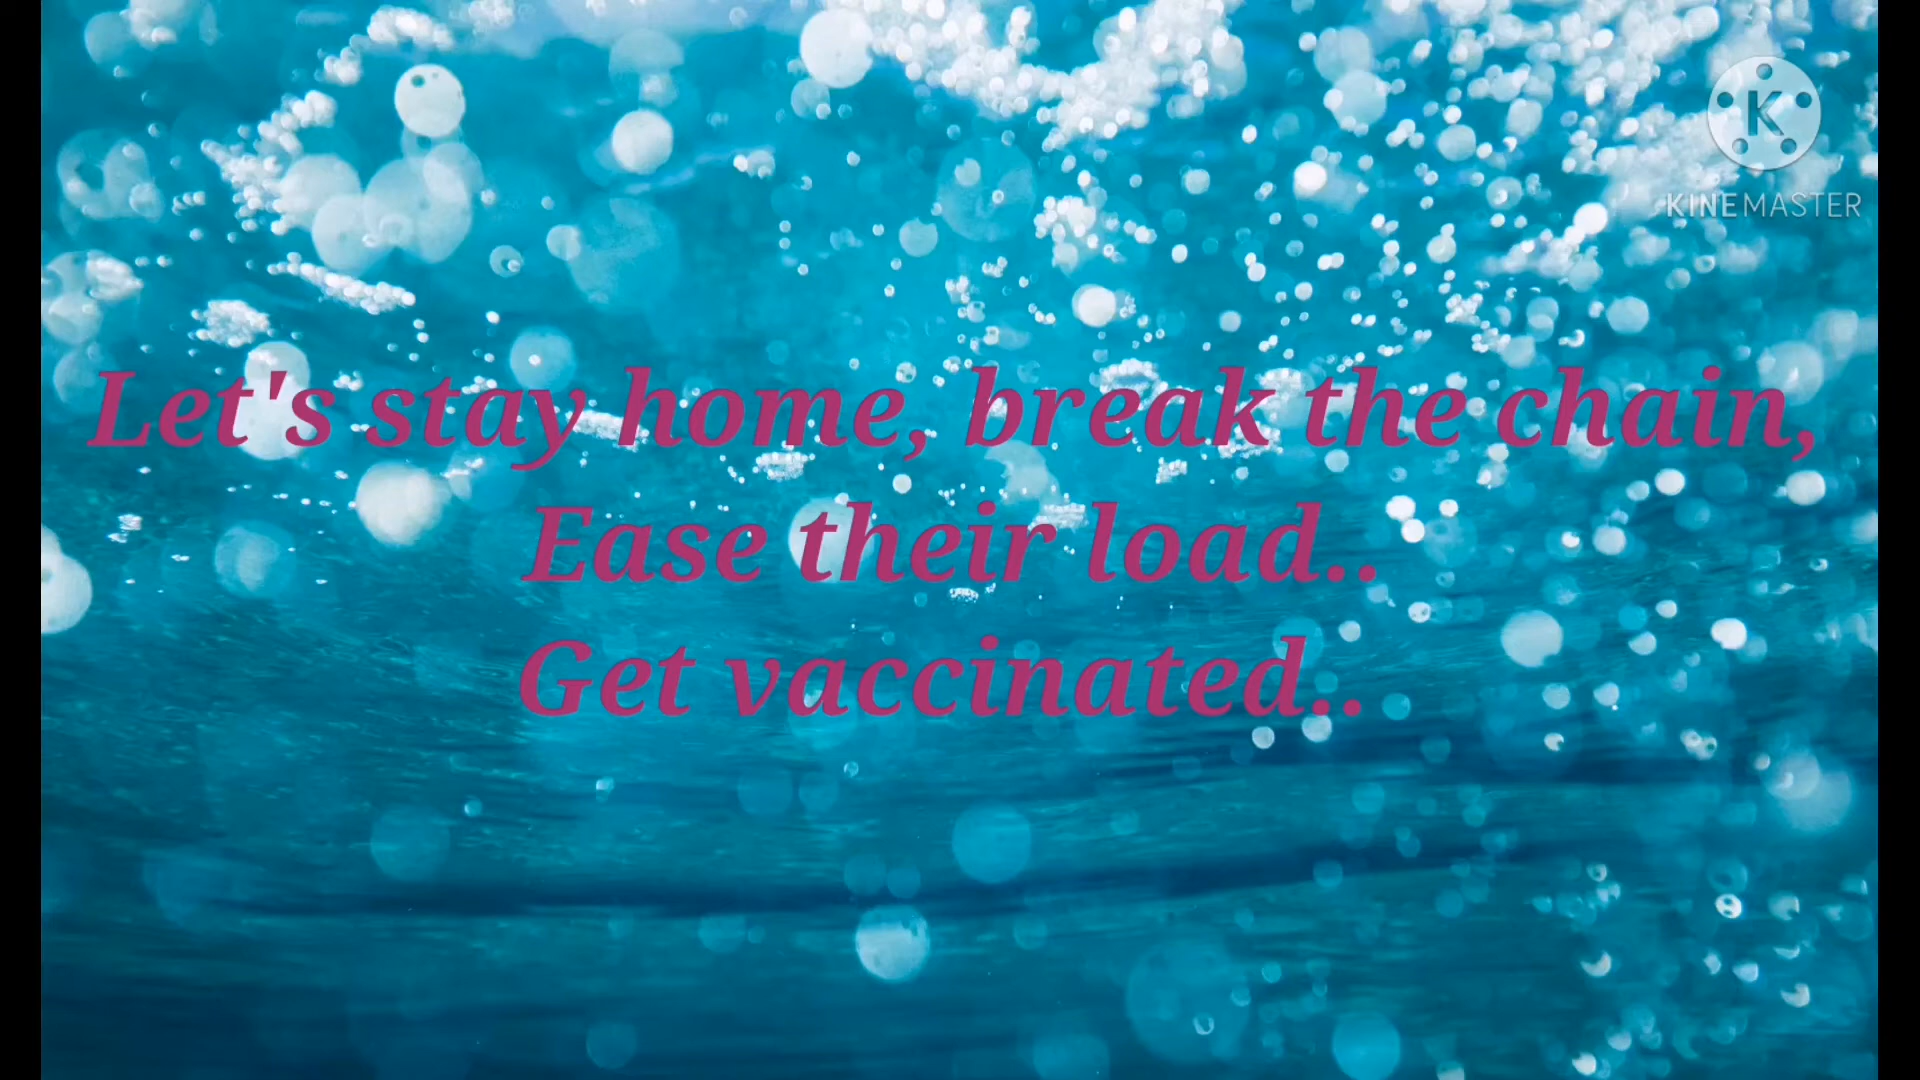 K
KINEMASTER
Let's stay home, break the chain,
Ease their load..
Get vaccinated..